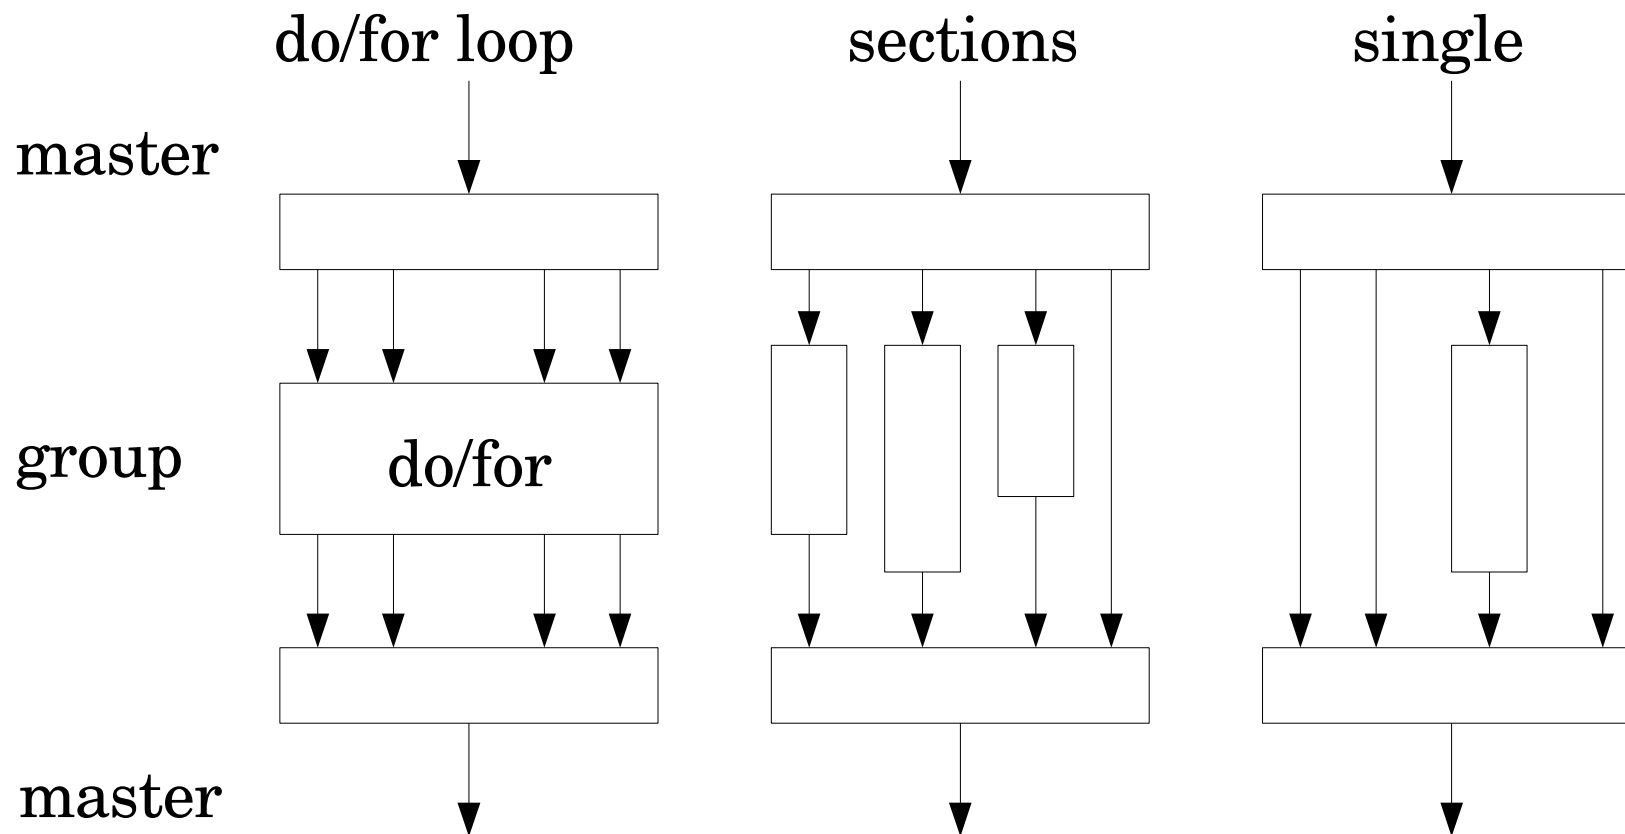 do/for loop
sections
single
master
group
do/for
master